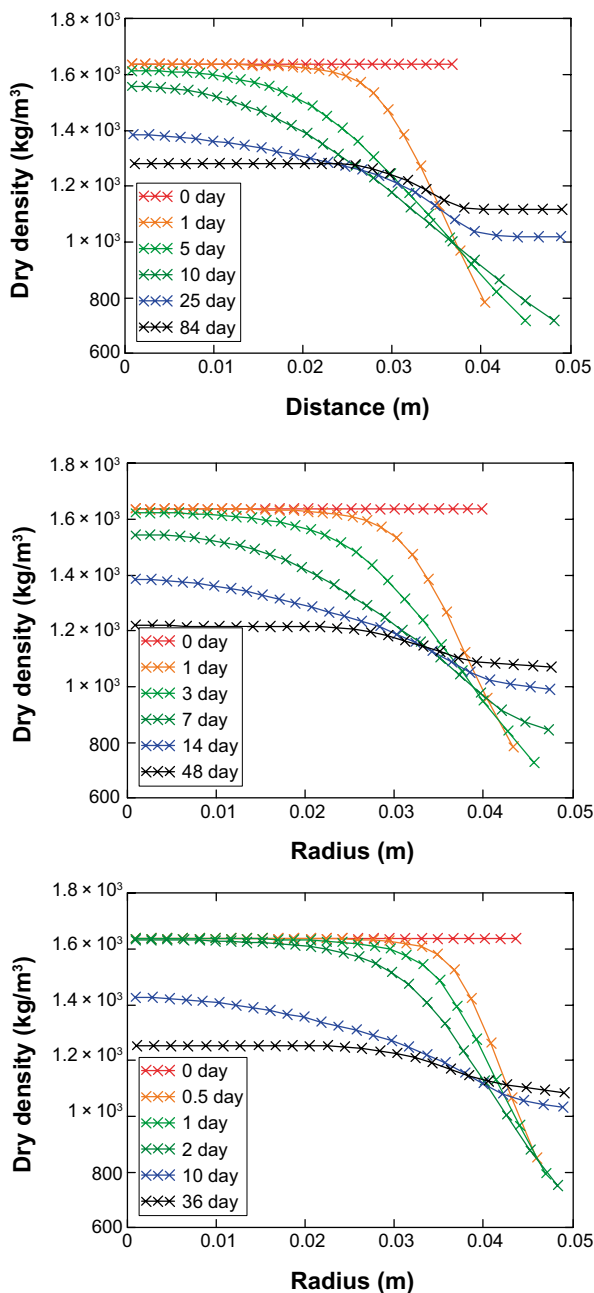 Dry density (kg/m³)
1.8 × 10³
1.6 × 10³
1.4 × 10³
1.2 × 10³
1 × 10³
800
600
0 day
1 day
5 day
10 day
25 day
84 day
0 0.01 0.02 0.03 0.04 0.05
Distance (m)
Dry density (kg/m³)
1.8 × 10³
1.6 × 10³
1.4 × 10³
1.2 × 10³
1 × 10³
800
600
0 day
1 day
3 day
7 day
14 day
48 day
0 0.01 0.02 0.03 0.04 0.05
Radius (m)
Dry density (kg/m³)
1.8 × 10³
1.6 × 10³
1.4 × 10³
1.2 × 10³
1 × 10³
800
600
0 day
0.5 day
1 day
2 day
10 day
36 day
0 0.01 0.02 0.03 0.04 0.05
Radius (m)